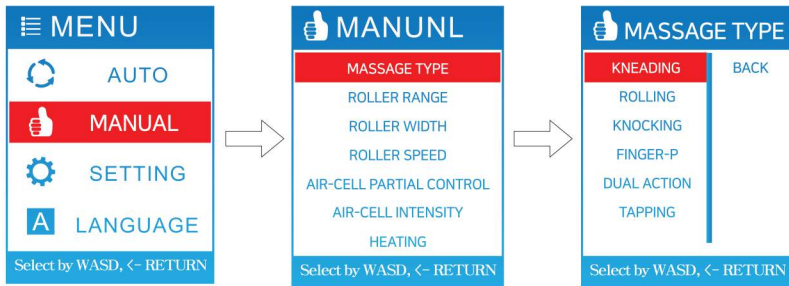 MENU
AUTO
MANUAL
SETTING
A LANGUAGE
Select by WASD, <- RETURN
MANUNL
MASSAGE TYPE
ROLLER RANGE
ROLLER WIDTH
ROLLER SPEED
AIR-CELL PARTIAL CONTROL
AIR-CELL INTENSITY
HEATING
Select by WASD, <- RETURN
MASSAGE TYPE
KNEADING BACK
ROLLING
KNOCKING
FINGER-P
DUAL ACTION
TAPPING
Select by WASD, <- RETURN